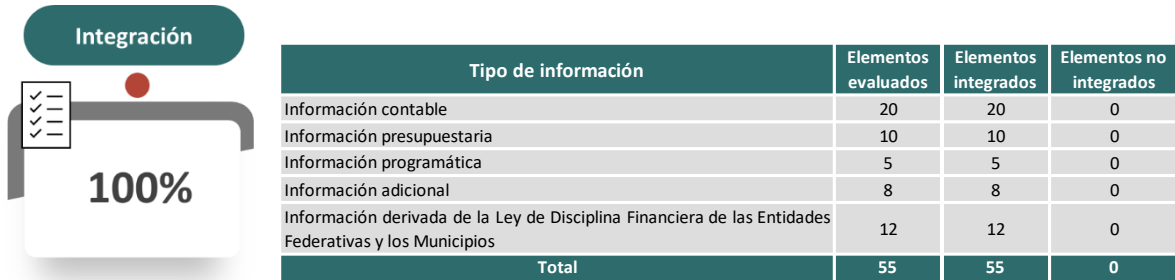 Integración
100%
Tipo de información
Elementos evaluados
Elementos integrados
Elementos no integrados
Información contable 20 20 0
Información presupuestaria 10 10 0
Información programática 5 5 0
Información adicional 8 8 0
Información derivada de la Ley de Disciplina Financiera de las Entidades
Federativas y los Municipios 12 12 0
Total 55 55 0